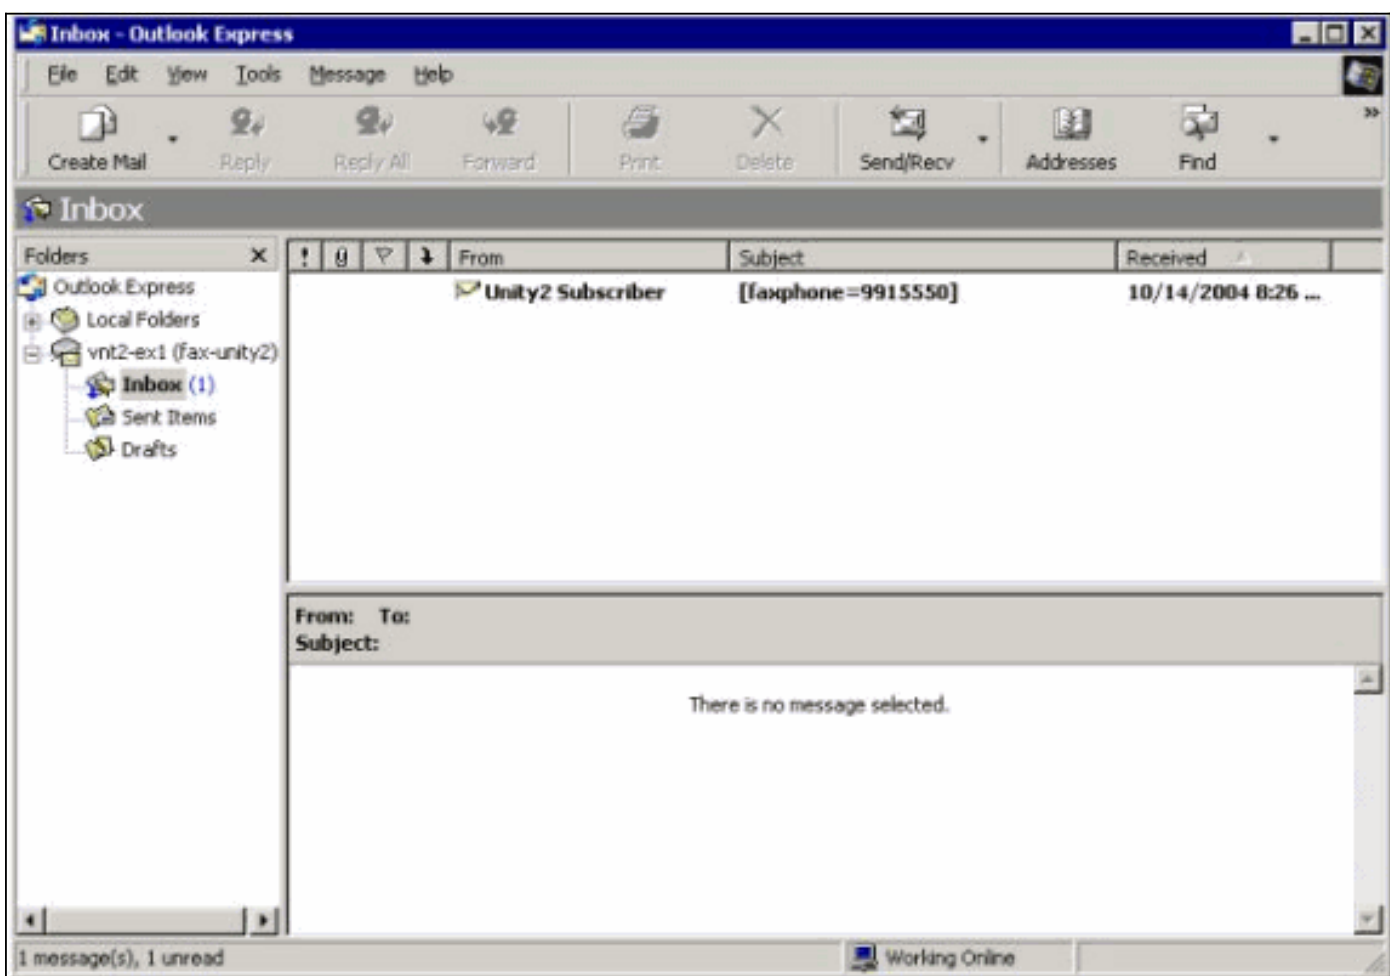 Inbox - Outlook Express
File Edit View Tools Message Help
Create Mail Reply Reply All Forward Print Delete Send/Recv Addresses Find
Inbox
Folders
! From Subject Received
Outlook Express
Unity2 Subscriber [faxphone=9915550] 10/14/2004 8:26 ...
Local Folders
vnt2-ex1 (fax-unity2)
Inbox (1)
Sent Items
Drafts
From: To:
Subject:
There is no message selected.
1 message(s), 1 unread Working Online